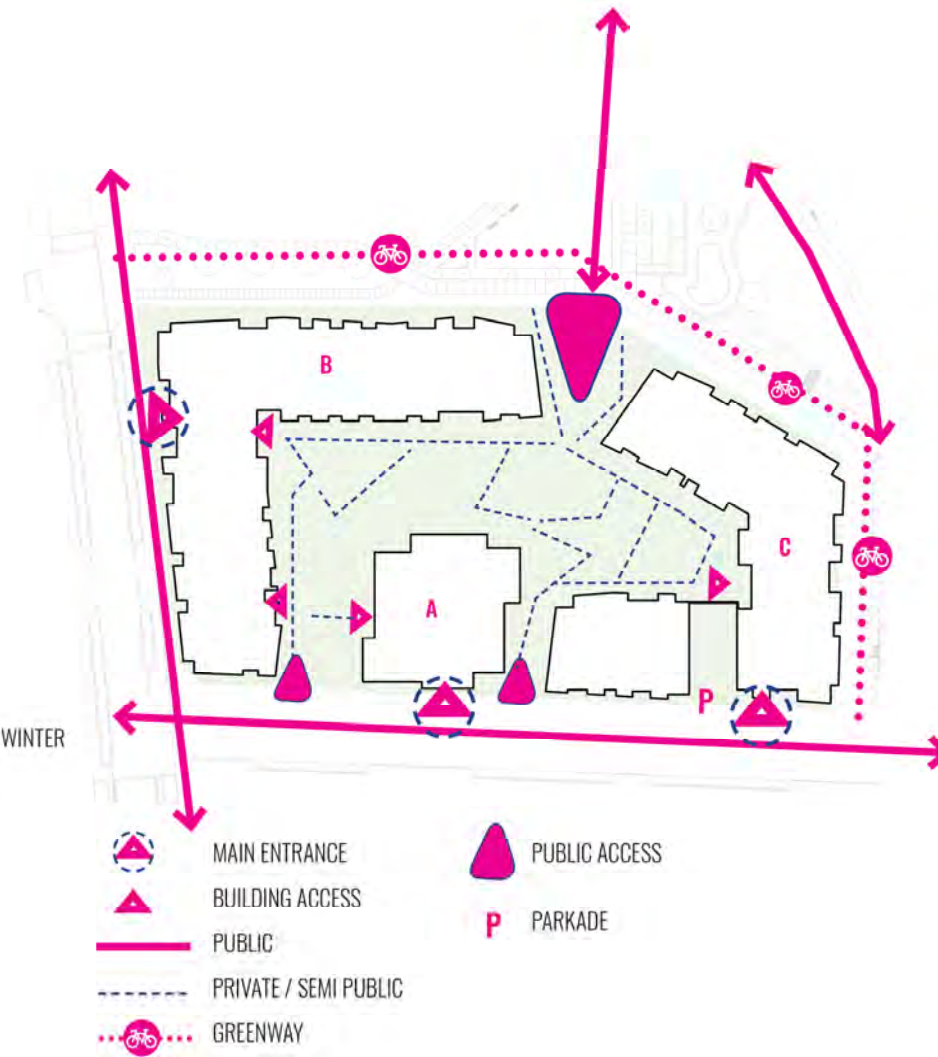 B
C
A
P
WINTER
MAIN ENTRANCE
BUILDING ACCESS
PUBLIC
PRIVATE / SEMI PUBLIC
GREENWAY
PUBLIC ACCESS
P PARKADE